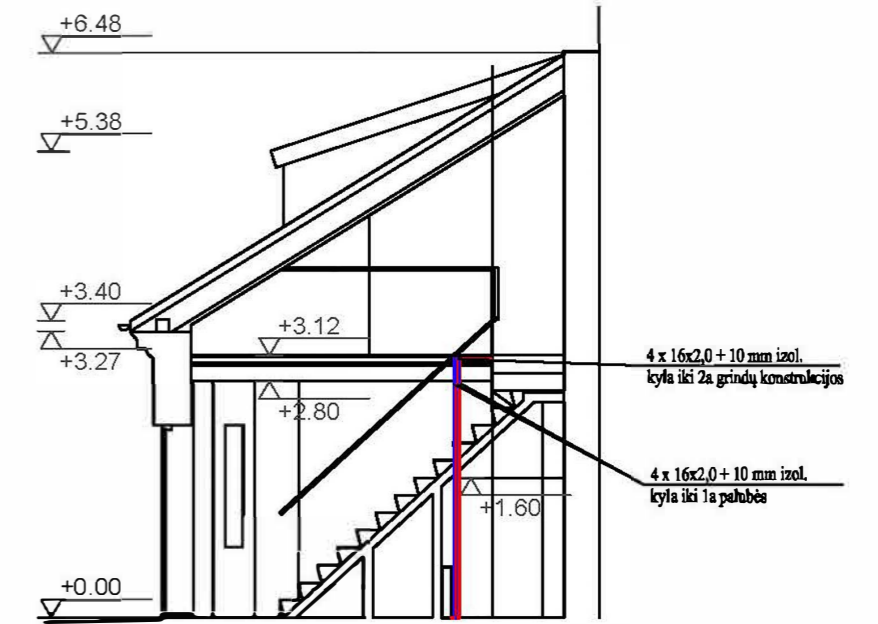 +6.48
+5.38
+3.40
+3.27
+3.12
+2.80
4 x 16x2,0 + 10 mm izol.
kyla iki 2a grindų konstrukcijos
4 x 16x2,0 + 10 mm izol.
kyla iki 1a palubės
+1.60
+0.00